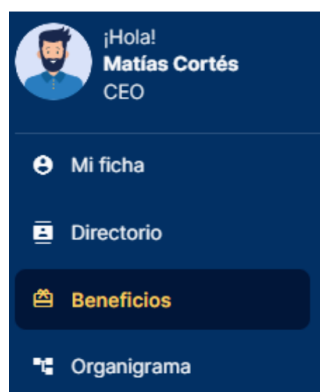 ¡Hola!
Matías Cortés
CEO
Mi ficha
Directorio
Beneficios
Organigrama